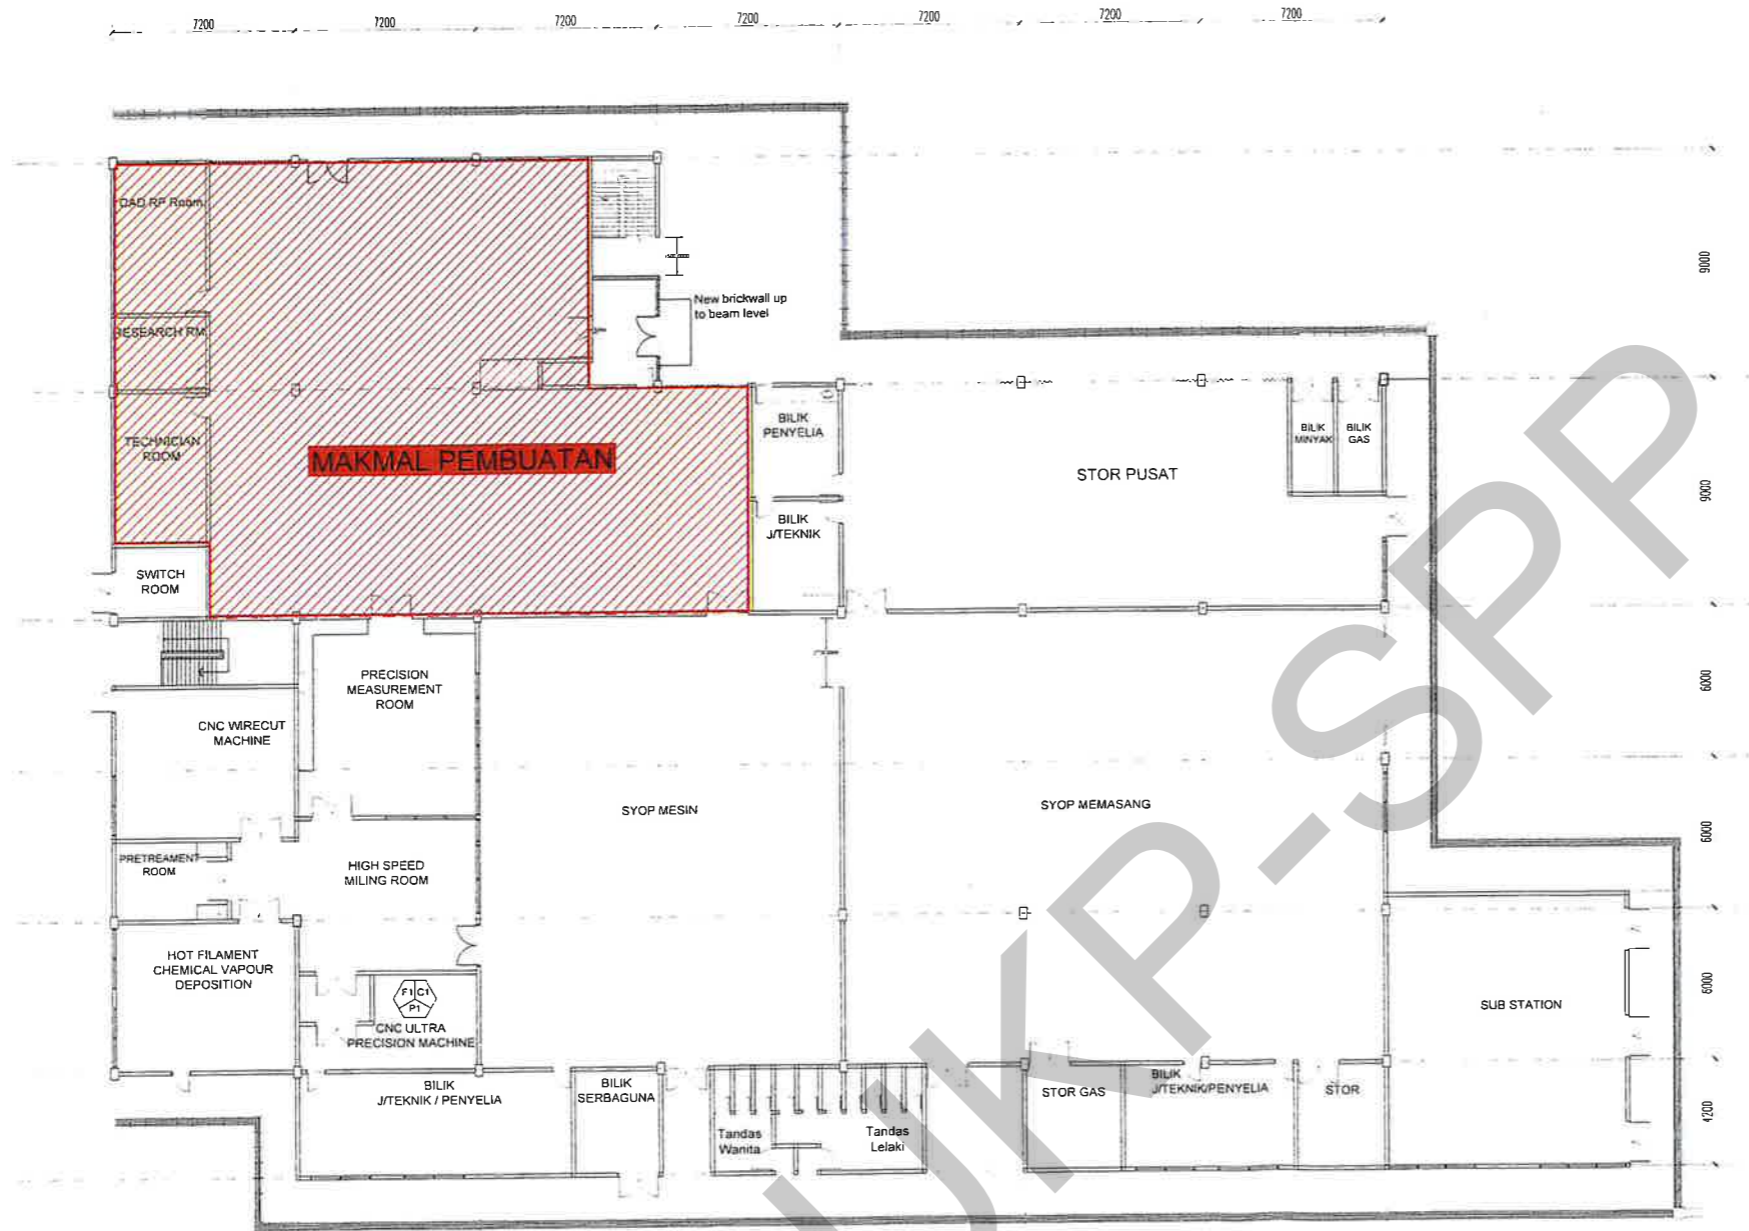 7200 7200 7200 7200 7200 7200 7200
CAD RP Room
9000
New brickwall up
to beam level
RESEARCH RM
TECHNICIAN
ROOM
MAKMAL PEMBUATAN
BILIK
PENYELIA
BILIK
MINYAK
BILIK
GAS
STOR PUSAT
9000
BILIK
J/TEKNIK
SWITCH
ROOM
PRECISION
MEASUREMENT
ROOM
6000
CNC WIRECUT
MACHINE
SYOP MESIN
SYOP MEMASANG
6000
PRETREAMENT
ROOM
HIGH SPEED
MILING ROOM
HOT FILAMENT
CHEMICAL VAPOUR
DEPOSITION
F1 C1
P1
CNC ULTRA
PRECISION MACHINE
SUB STATION
6000
BILIK
J/TEKNIK / PENYELIA
BILIK
SERBAGUNA
Tandas
Wanita
Tandas
Lelaki
STOR GAS
BILIK
J/TEKNIK/PENYELIA
STOR
4200
UKP-SPP